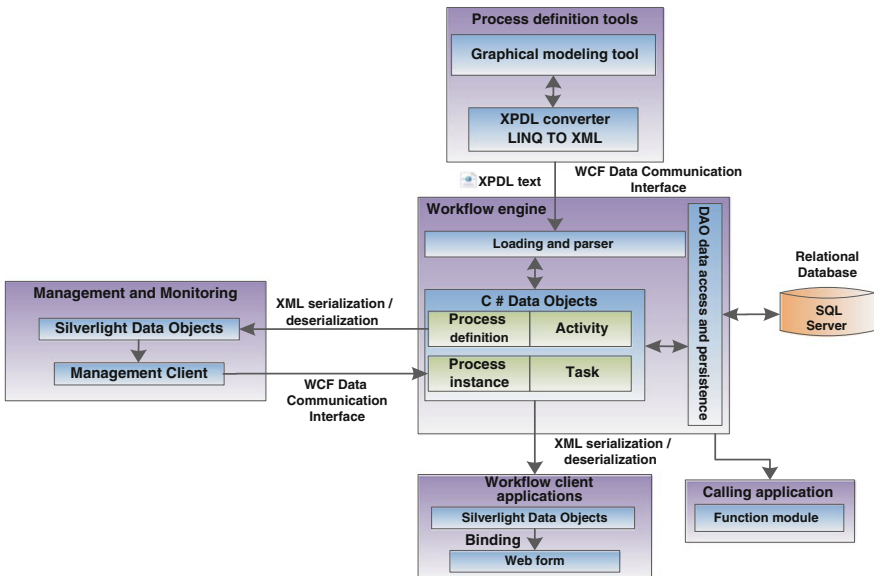 Process definition tools
Graphical modeling tool
XPDL converter
LINQ TO XML
XPDL text
WCF Data Communication
Interface
Workflow engine
Loading and parser
DAO data access and persistence
Relational
Database
SQL
Server
C # Data Objects
Process
definition
Activity
Process
instance
Task
Management and Monitoring
Silverlight Data Objects
Management Client
XML serialization /
deserialization
WCF Data
Communication
Interface
XML serialization /
deserialization
Workflow client
applications
Silverlight Data Objects
Binding
Web form
Calling application
Function module